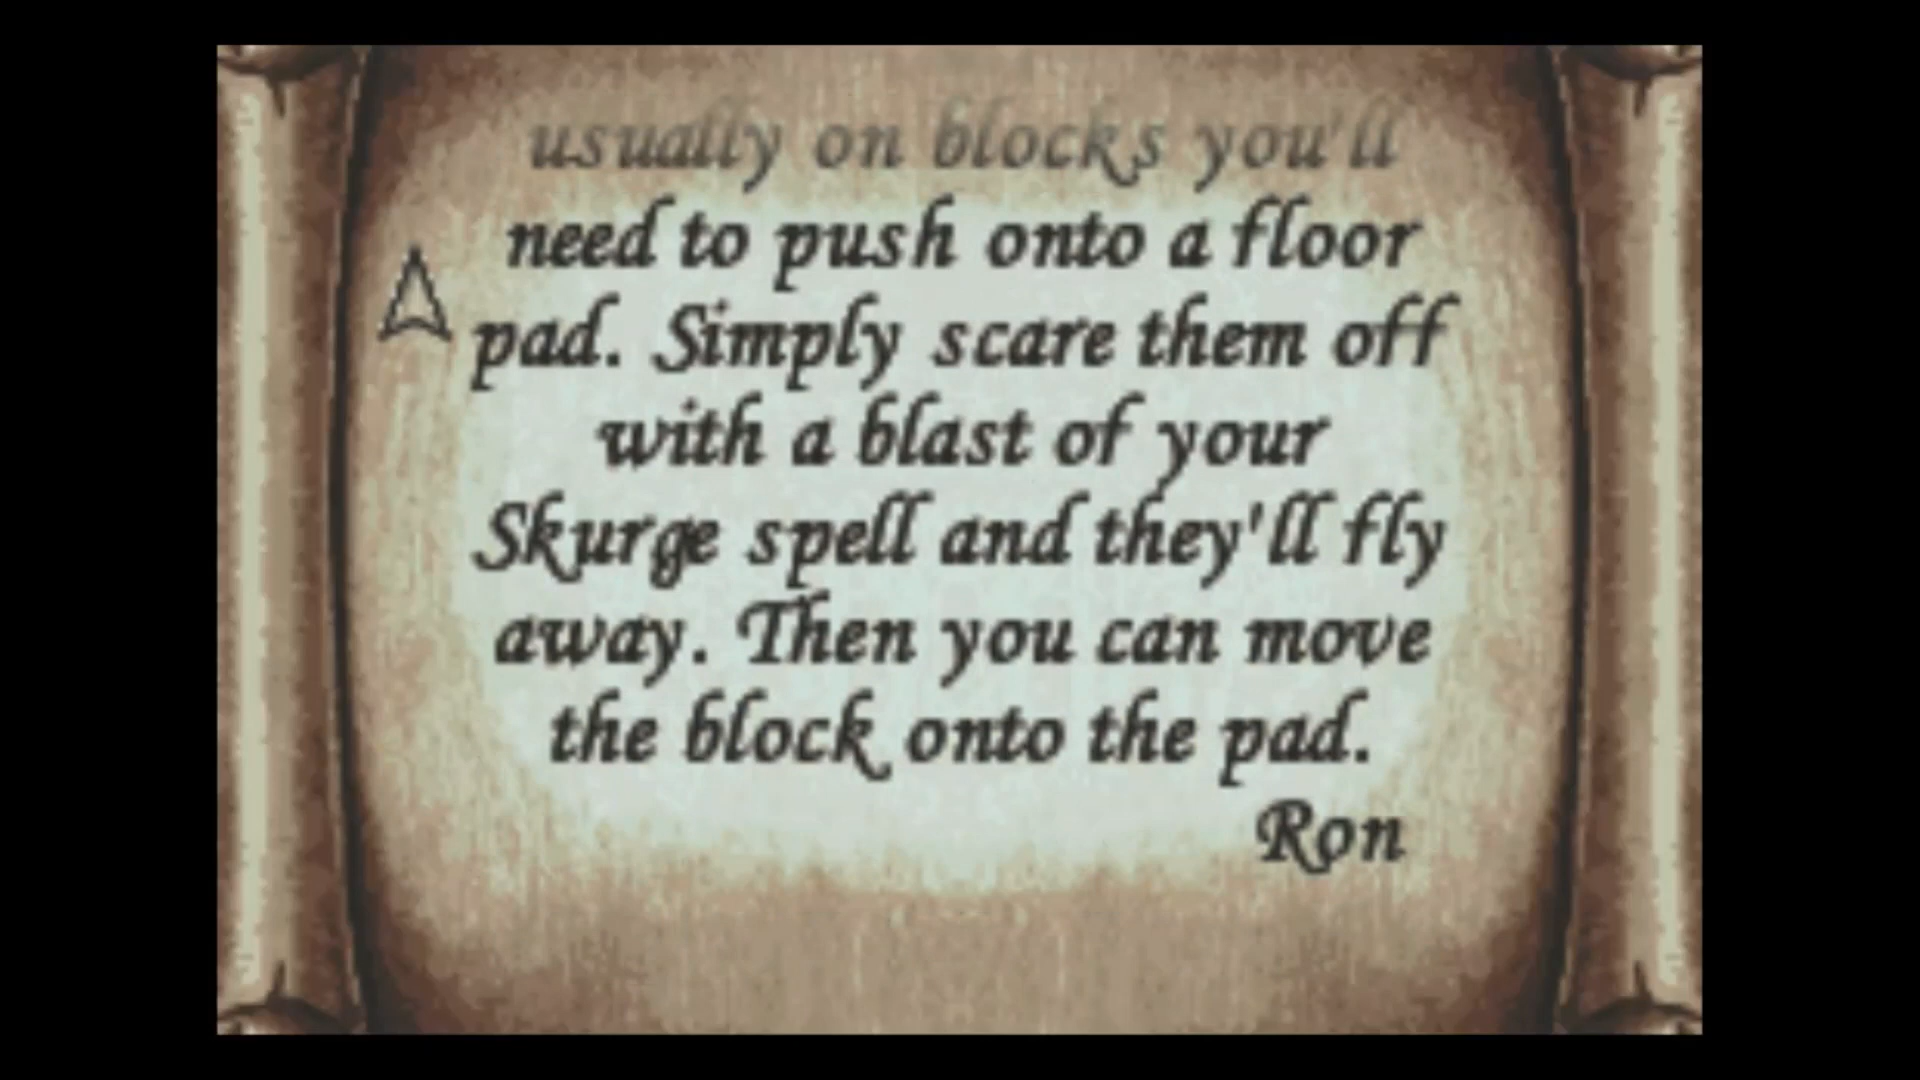 usually on blocks you'll
need to push onto a floor
pad. Simply scare them off
with a blast of your
Skurge spell and they'll fly
away. Then you can move
the block onto the pad.
Ron